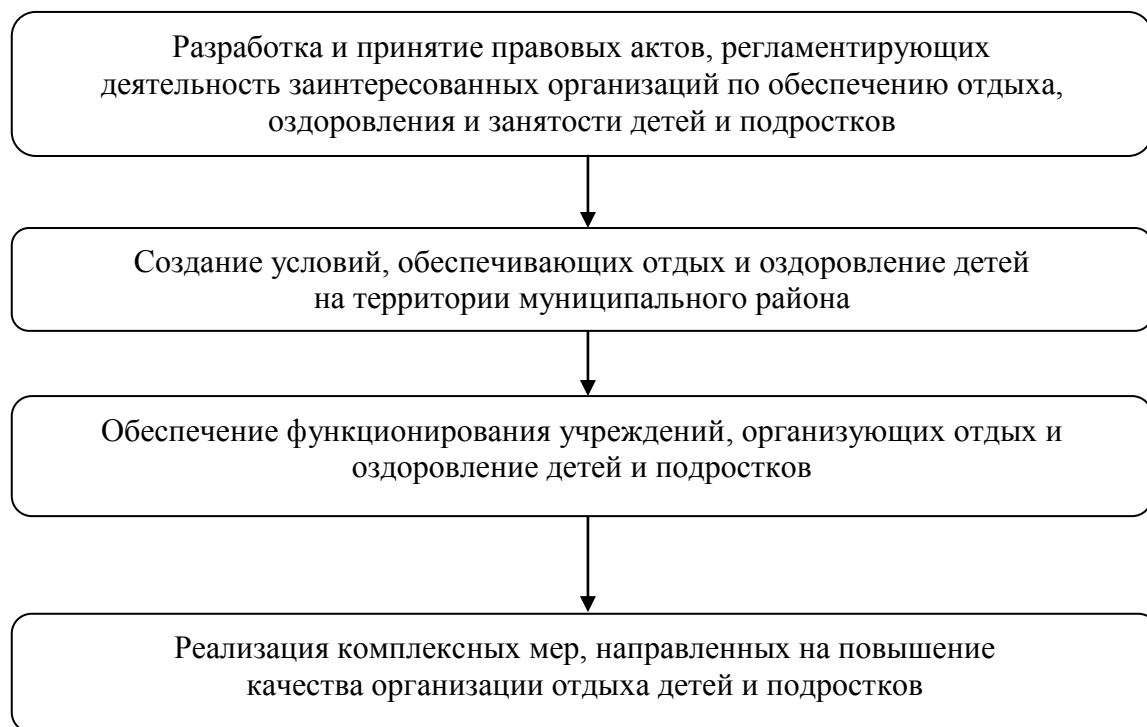 Разработка и принятие правовых актов, регламентирующих
деятельность заинтересованных организаций по обеспечению отдыха,
оздоровления и занятости детей и подростков
Создание условий, обеспечивающих отдых и оздоровление детей
на территории муниципального района
Обеспечение функционирования учреждений, организующих отдых и
оздоровление детей и подростков
Реализация комплексных мер, направленных на повышение
качества организации отдыха детей и подростков